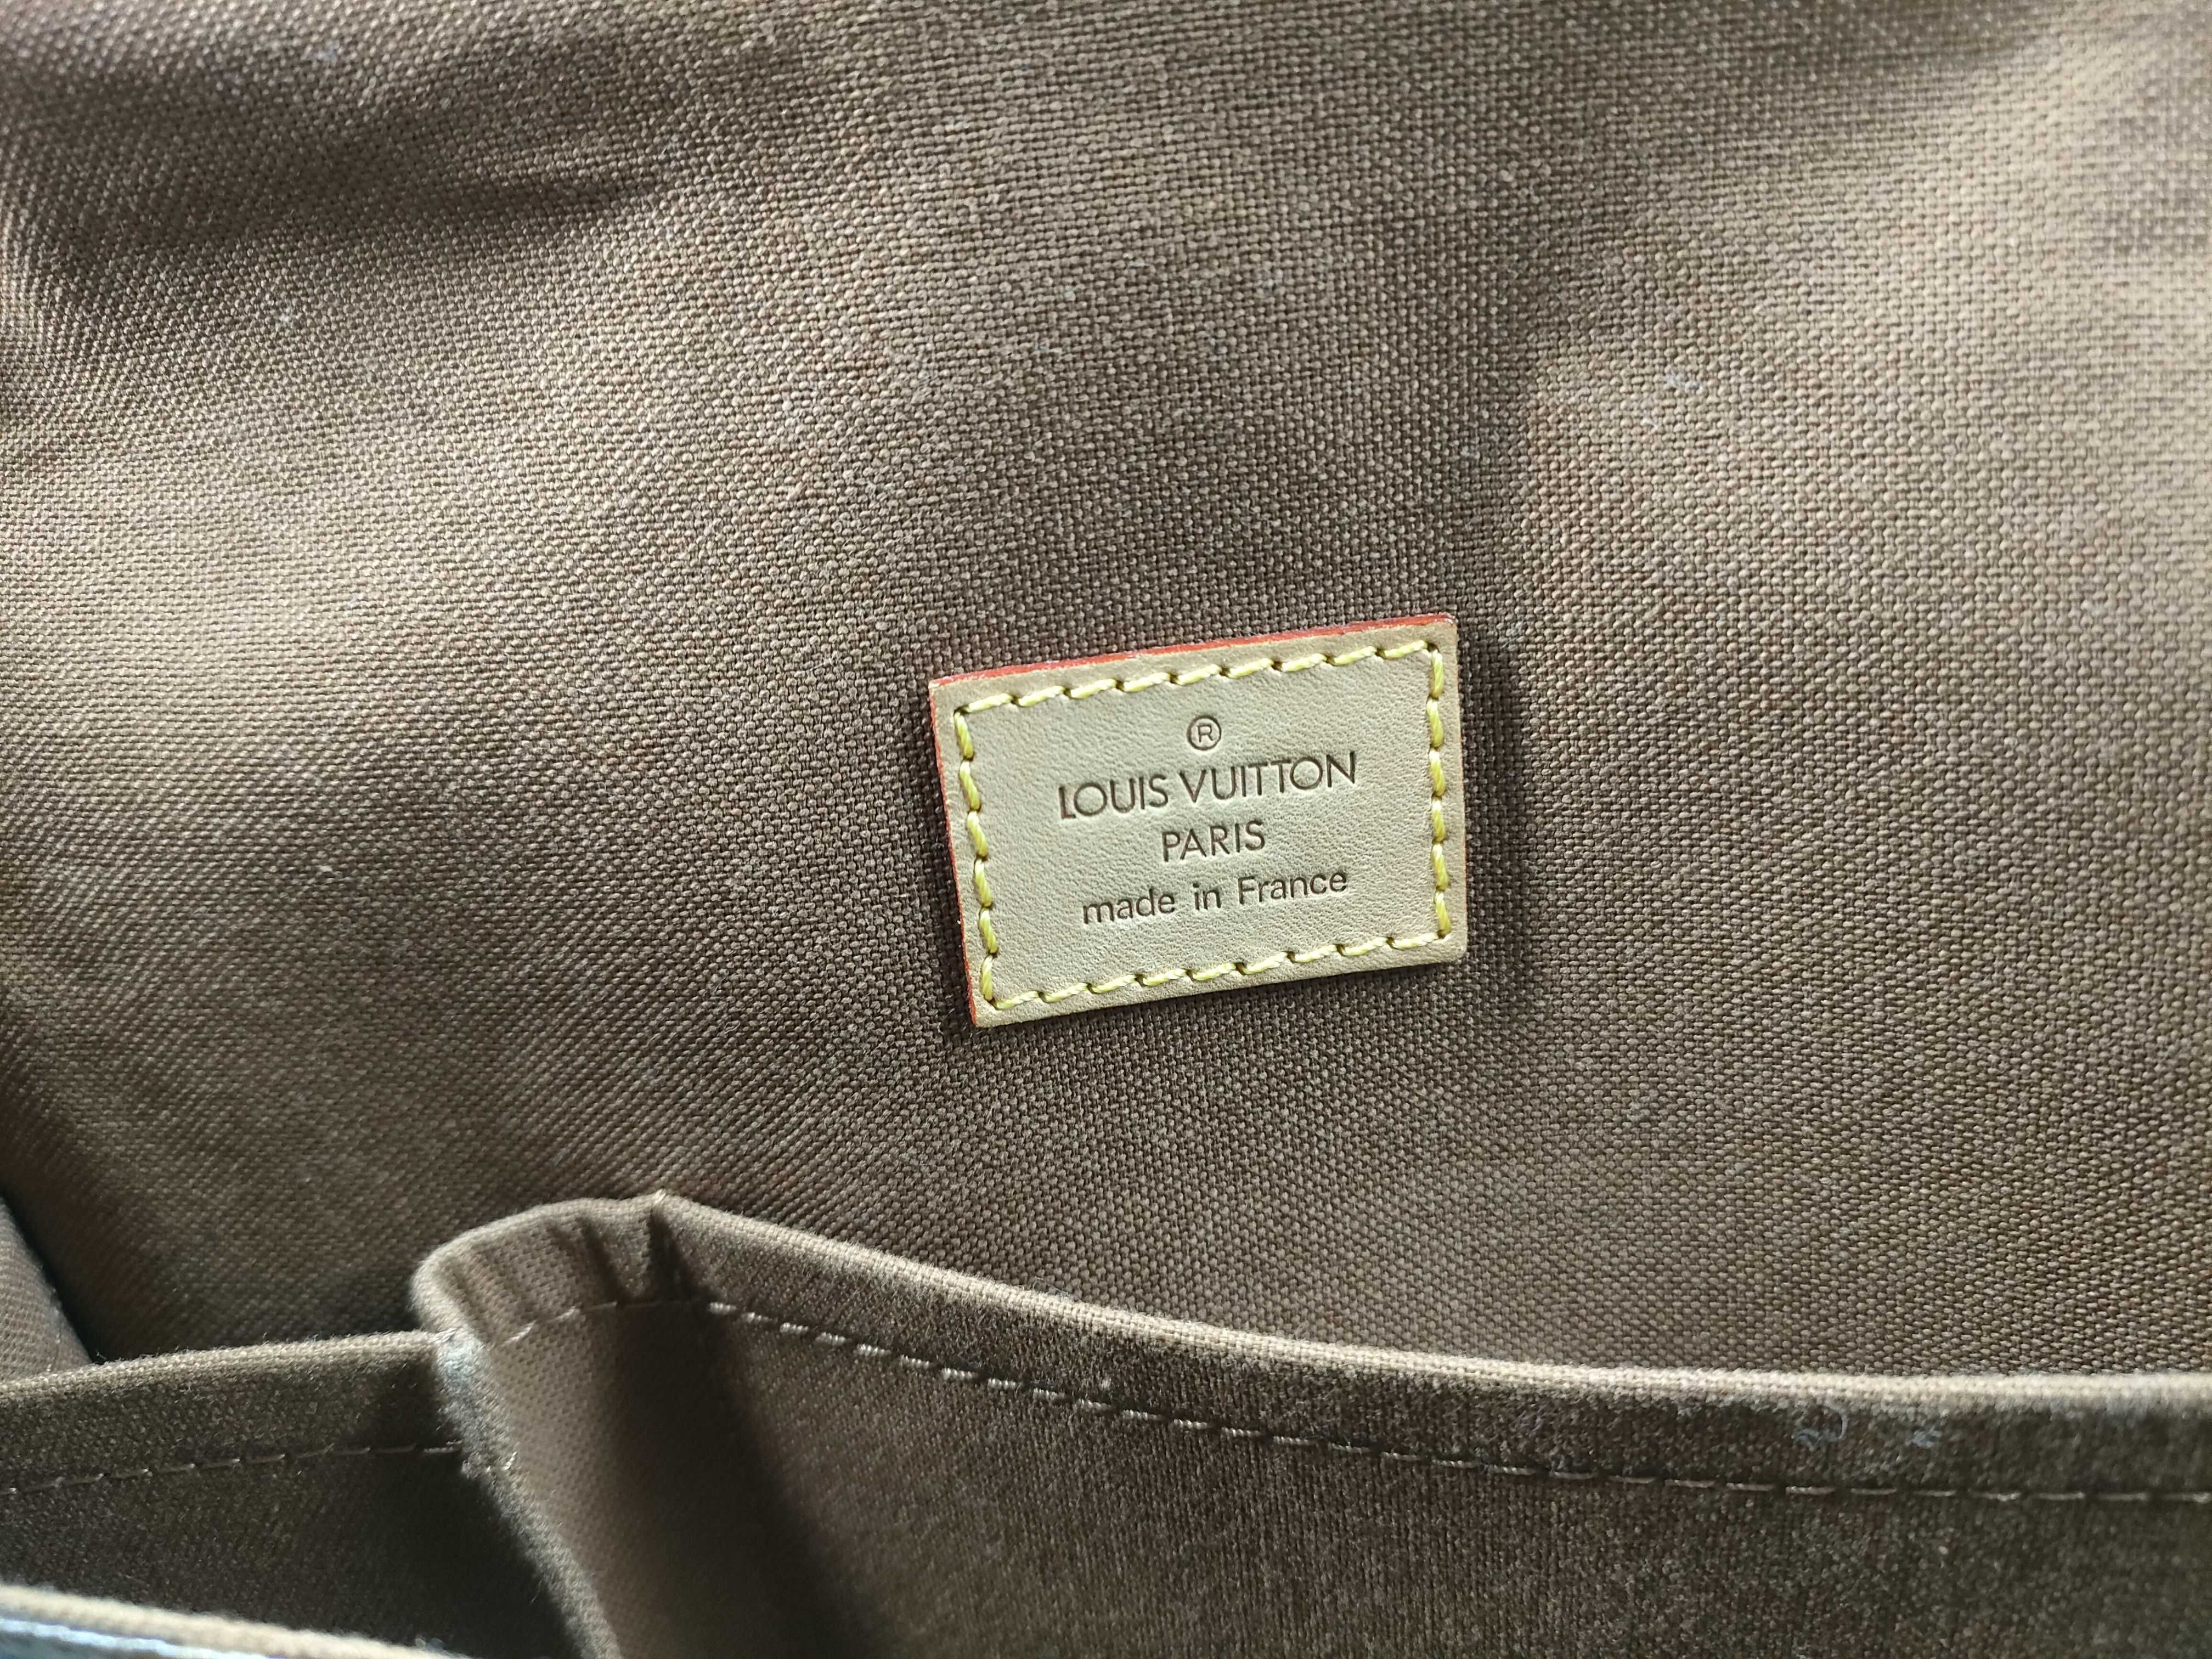 ®
LOUIS VUITTON
PARIS
made in France